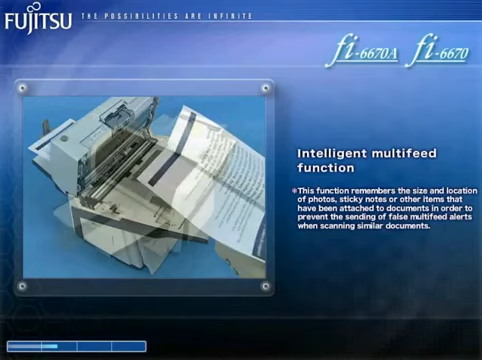 FUJITSU THE POSSIBILITIES ARE INFINITE
fi-6670A fi-6670
Intelligent multifeed
function
*This function remembers the size and location
of photos, sticky notes or other items that
have been attached to documents in order to
prevent the sending of false multifeed alerts
when scanning similar documents.